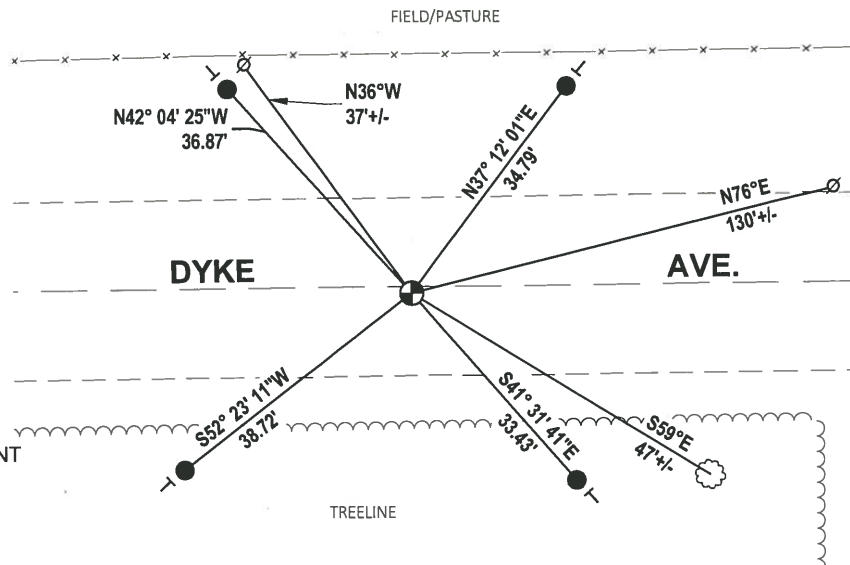 FIELD/PASTURE
N36°W
37'+/-
N42° 04' 25"W
36.87'
N37° 12' 01"E
34.79'
N76°E
130'+/-
DYKE AVE.
S52° 23' 11"W
38.72'
S41° 31' 41"E
33.43'
S59°E
47'+/-
NT
TREELINE